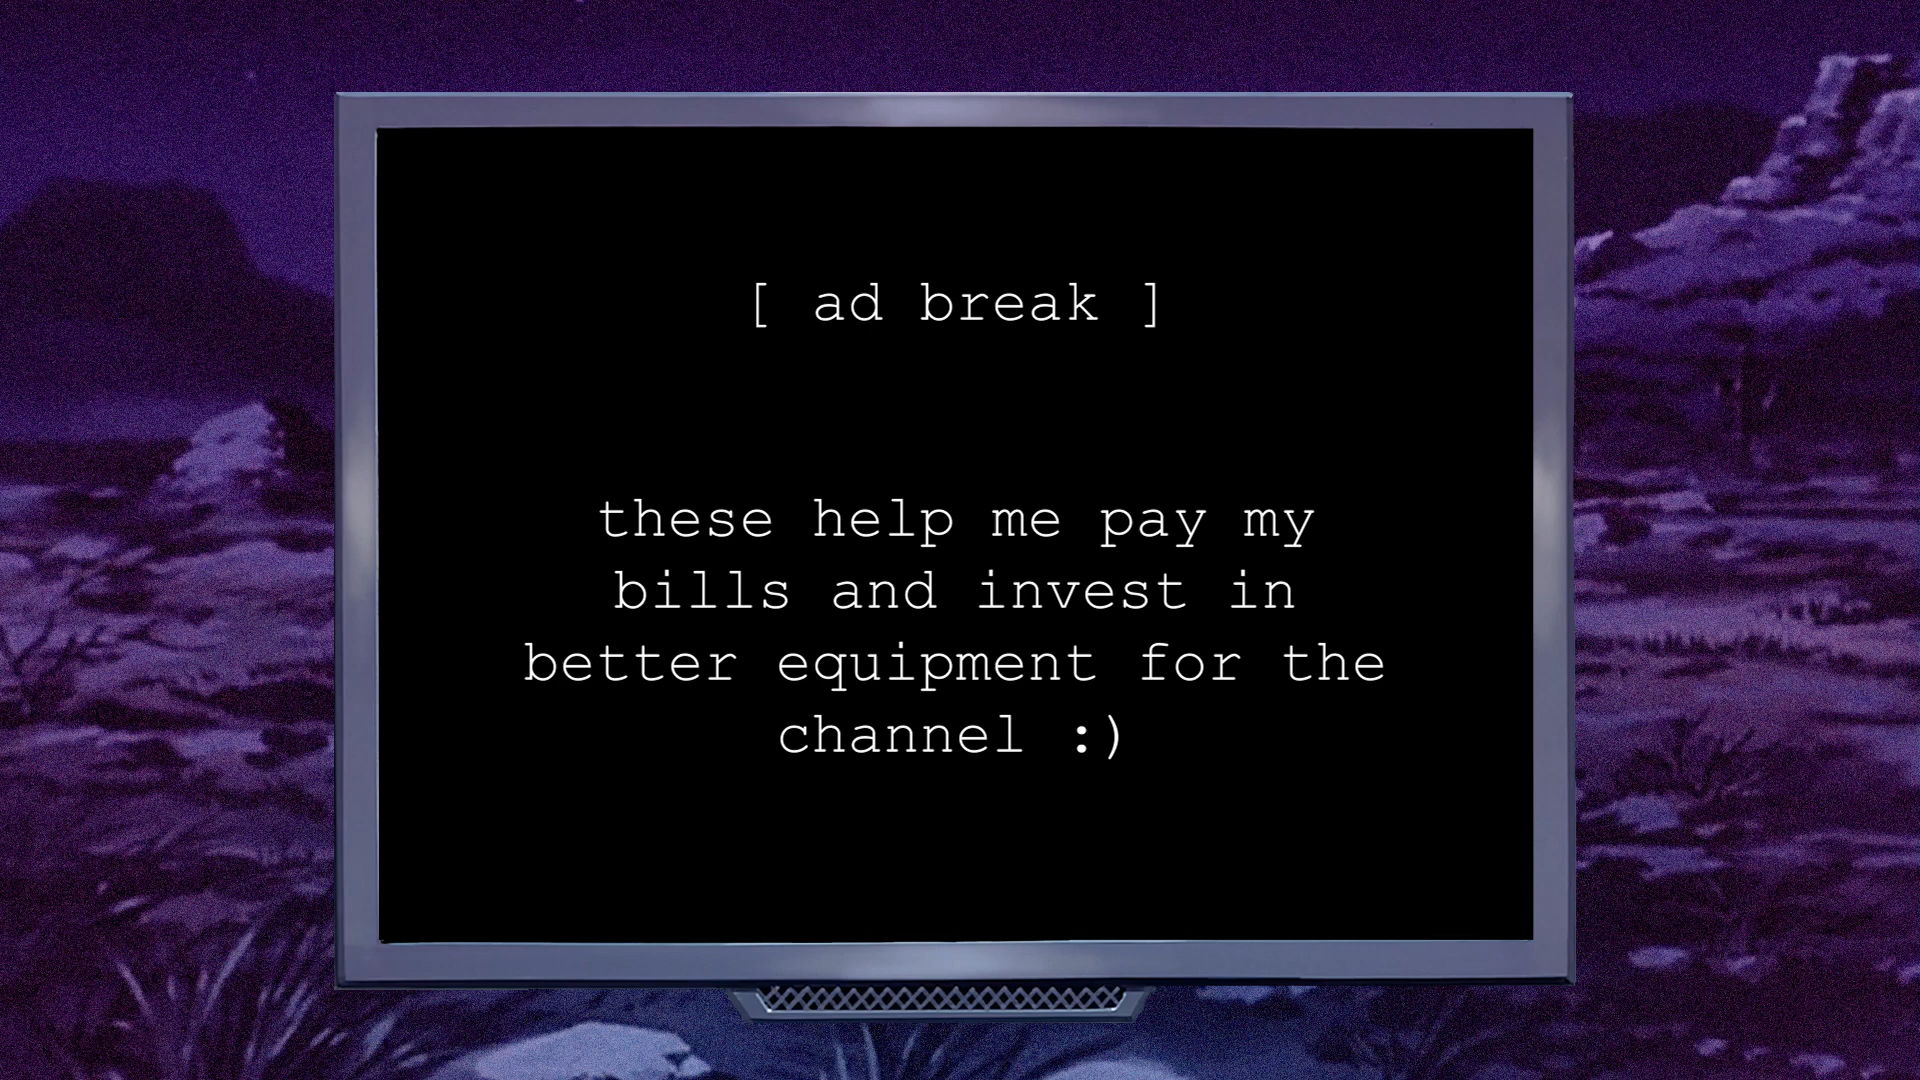 [ ad break ]
these help me pay my
bills and invest in
better equipment for the
channel :)